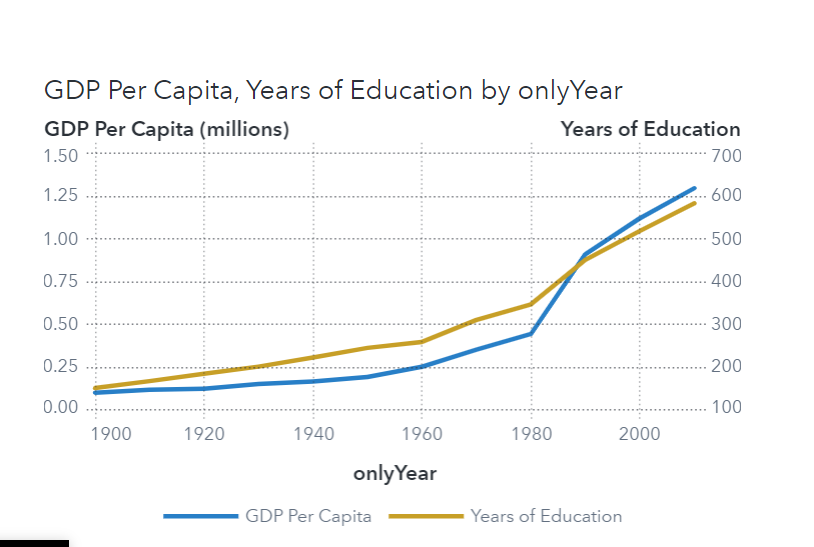 GDP Per Capita, Years of Education by onlyYear
GDP Per Capita (millions) Years of Education
1.50 700
1.25 600
1.00 500
0.75 400
0.50 300
0.25 200
0.00 100
1900 1920 1940 1960 1980 2000
onlyYear
GDP Per Capita Years of Education